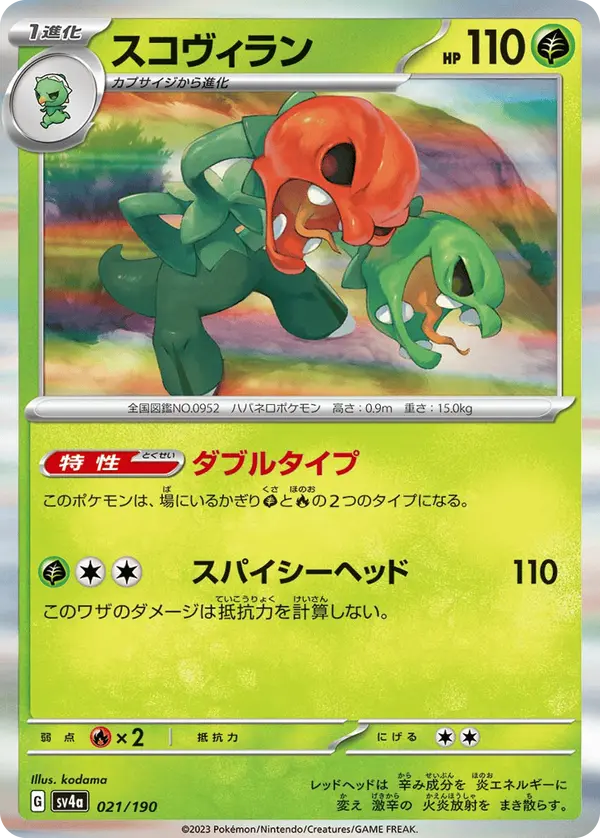 1進化
スコヴィラン
HP 110
カプサイジから進化
全国図鑑NO.0952 ハバネロポケモン 高さ:0.9m 重さ:15.0kg
特性 とくせい ダブルタイプ
このポケモンは、場にいるかぎりと の2つのタイプになる。
スパイシーヘッド 110
このワザのダメージは抵抗力を計算しない。
弱点 ×2 抵抗力 にげる
Illus. kodama
G sv4a 021/190
レッドヘッドは 辛み成分を 炎エネルギーに
変え 激辛の 火炎放射を まき散らす。
©2023 Pokémon/Nintendo/Creatures/GAME FREAK.